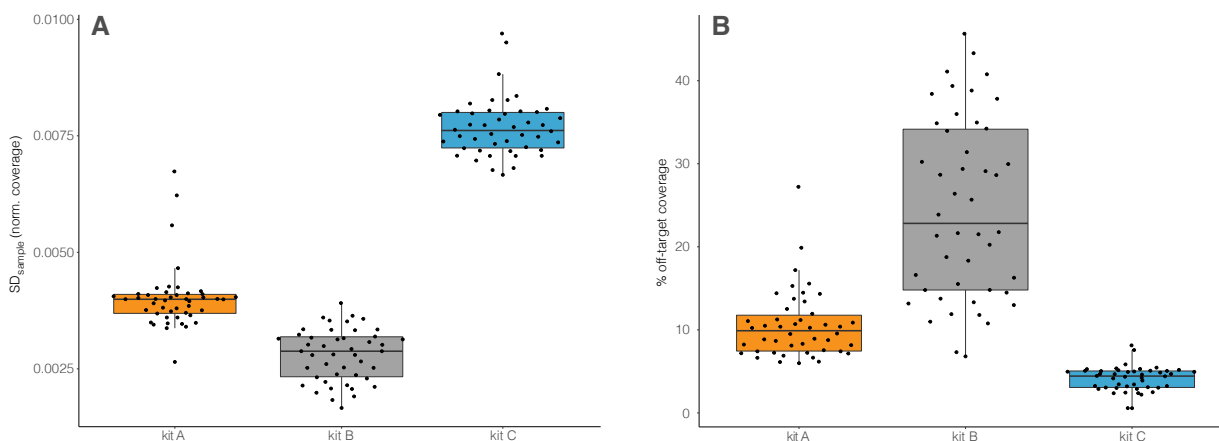 A
0.0100
0.0075
0.0050
0.0025
SDsample (norm. coverage)
kit A
kit B
kit C
B
40
30
20
10
0
% off-target coverage
kit A
kit B
kit C